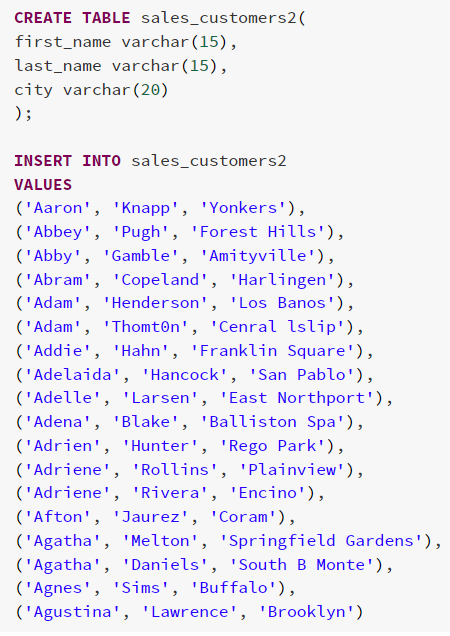 CREATE TABLE sales_customers2(
first_name varchar(15),
last_name varchar(15),
city varchar(20)
);

INSERT INTO sales_customers2
VALUES
('Aaron', 'Knapp', 'Yonkers'),
('Abbey', 'Pugh', 'Forest Hills'),
('Abby', 'Gamble', 'Amityville'),
('Abram', 'Copeland', 'Harlingen'),
('Adam', 'Henderson', 'Los Banos'),
('Adam', 'Thomt0n', 'Cenral lslip'),
('Addie', 'Hahn', 'Franklin Square'),
('Adelaida', 'Hancock', 'San Pablo'),
('Adelle', 'Larsen', 'East Northport'),
('Adena', 'Blake', 'Balliston Spa'),
('Adrien', 'Hunter', 'Rego Park'),
('Adriene', 'Rollins', 'Plainview'),
('Adriene', 'Rivera', 'Encino'),
('Afton', 'Jaurez', 'Coram'),
('Agatha', 'Melton', 'Springfield Gardens'),
('Agatha', 'Daniels', 'South B Monte'),
('Agnes', 'Sims', 'Buffalo'),
('Agustina', 'Lawrence', 'Brooklyn')